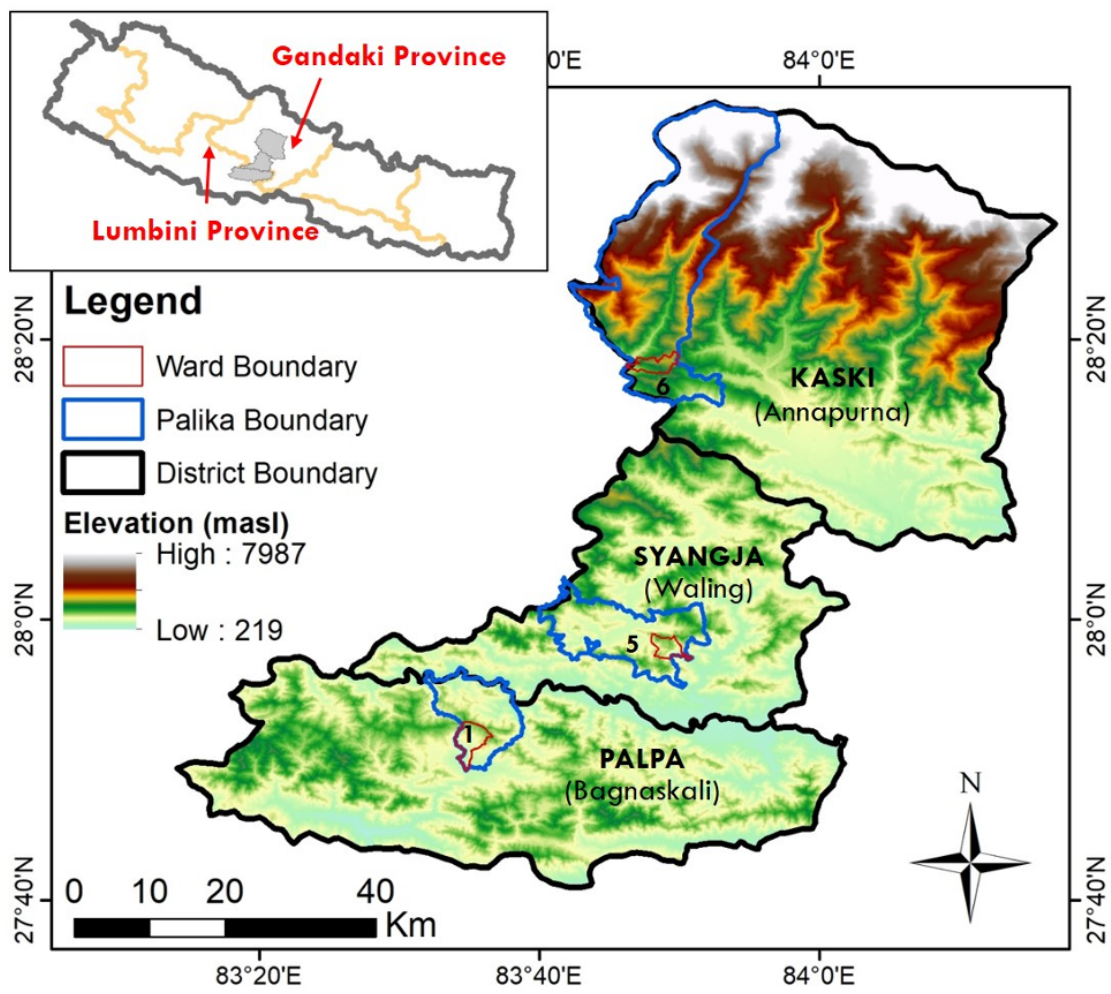 Gandaki Province
Lumbini Province
0'E
84°0'E
Legend
Ward Boundary
Palika Boundary
District Boundary
Elevation (masl)
High : 7987
Low : 219
28°20'N
28°20'N
6
KASKI
(Annapurna)
SYANGJA
(Waling)
28°0'N
28°0'N
5
1
PALPA
(Bagnaskali)
N
0 10 20 40
Km
27°40'N
27°40'N
83°20'E
83°40'E
84°0'E